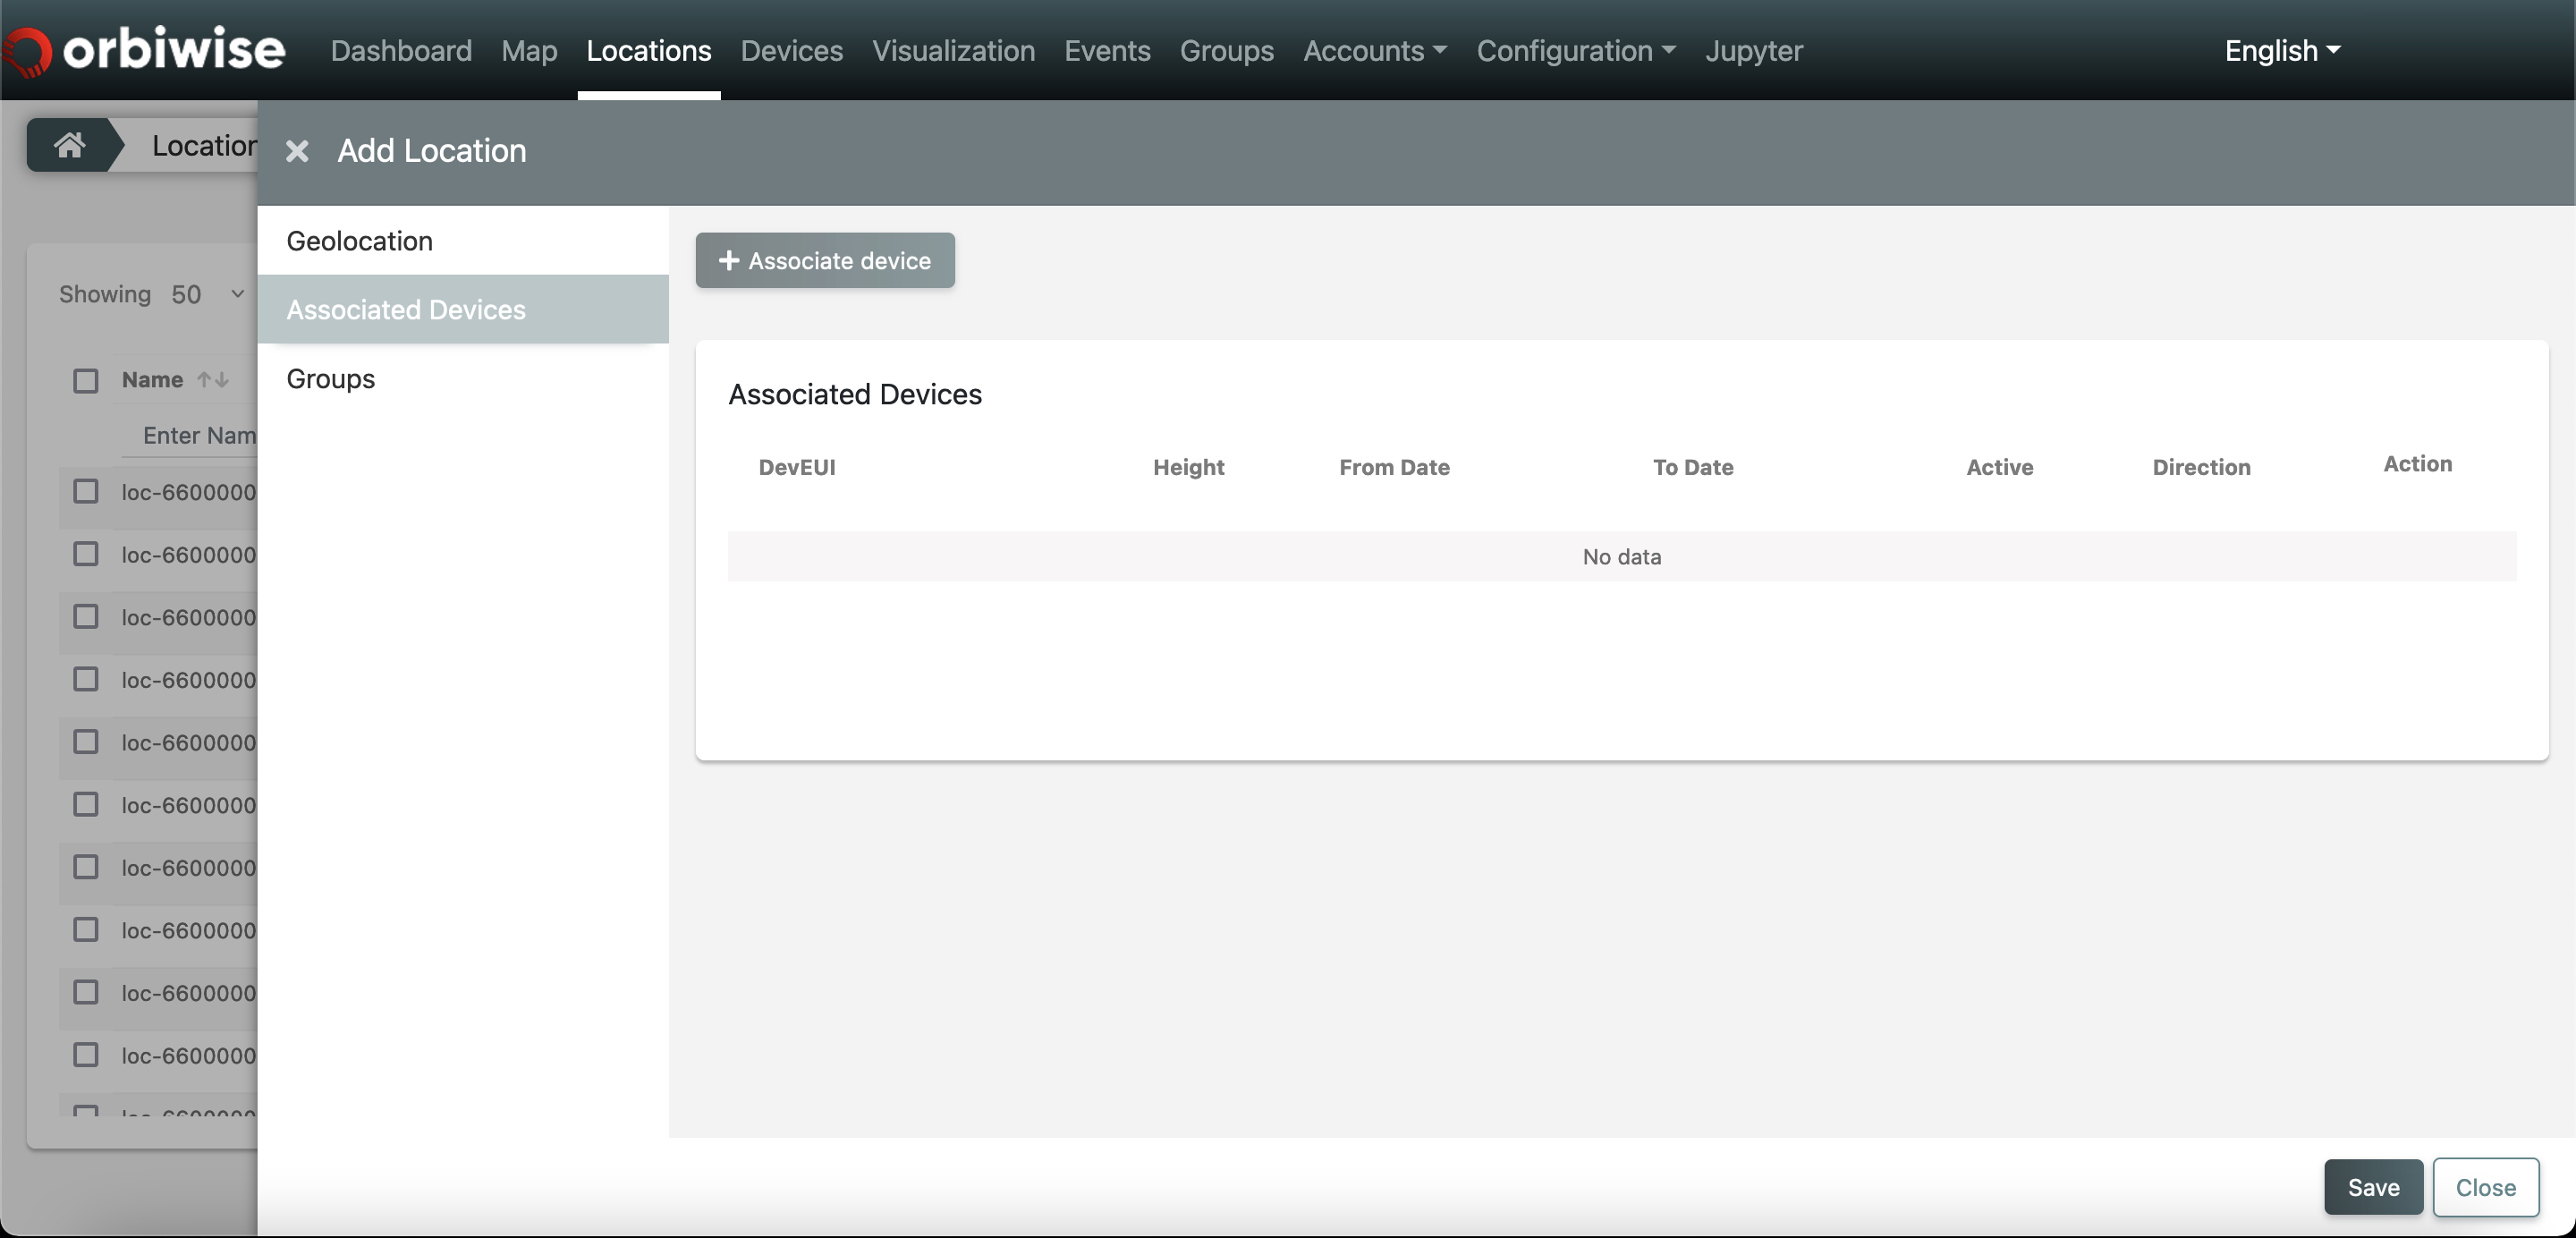 orbiwise Dashboard Map Locations Devices Visualization Events Groups Accounts Configuration Jupyter English
Location
Add Location
Geolocation
Associated Devices
Groups
Associate device
Associated Devices
DevEUI Height From Date To Date Active Direction Action
No data
Showing 50
Name
Enter Nam
loc-6600000
loc-6600000
loc-6600000
loc-6600000
loc-6600000
loc-6600000
loc-6600000
loc-6600000
loc-6600000
loc-6600000
Save Close